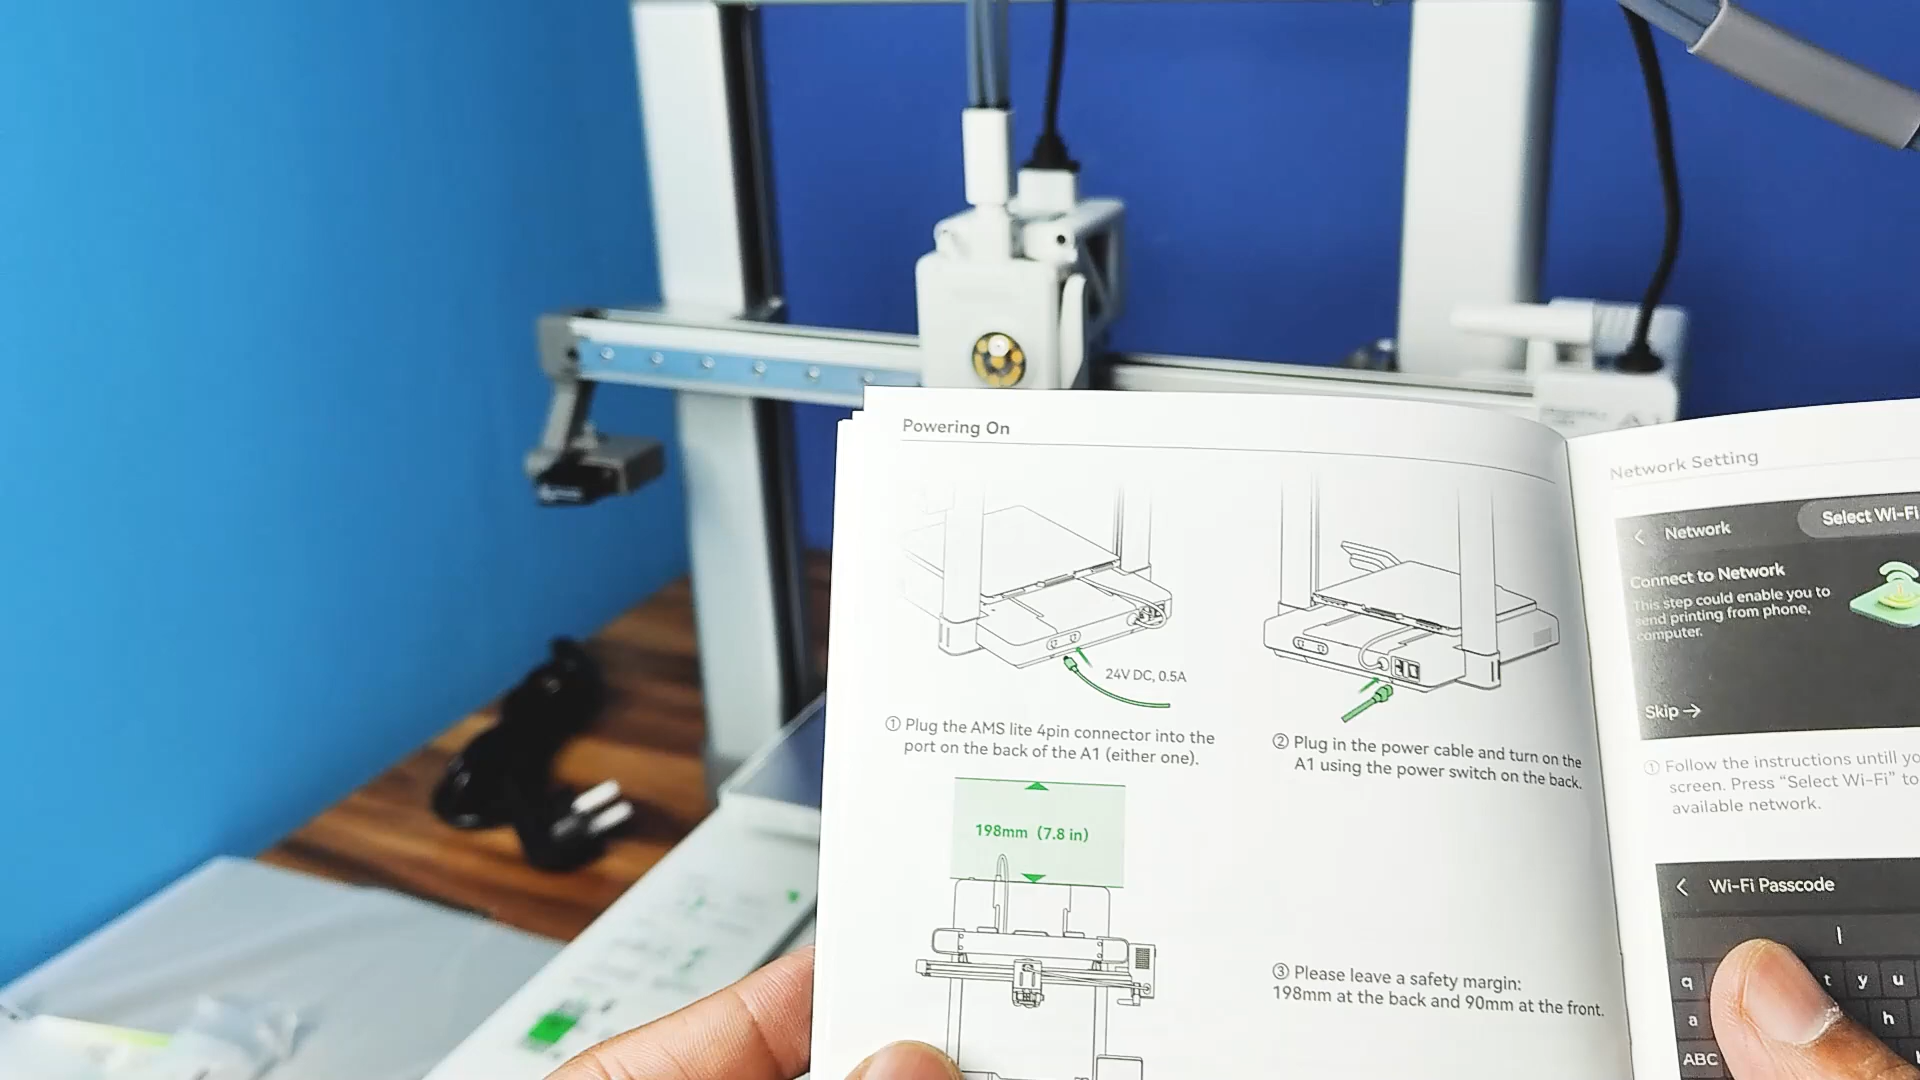 Powering On
24V DC, 0.5A
① Plug the AMS lite 4pin connector into the
port on the back of the A1 (either one).
② Plug in the power cable and turn on the
A1 using the power switch on the back.
198mm (7.8 in)
③ Please leave a safety margin:
198mm at the back and 90mm at the front.
Network Setting
Network
Select Wi-Fi
Connect to Network
This step could enable you to
send printing from phone,
computer.
Skip →
① Follow the instructions untill
screen. Press “Select Wi-Fi” to
available network.
Wi-Fi Passcode
q t y u
a h
ABC